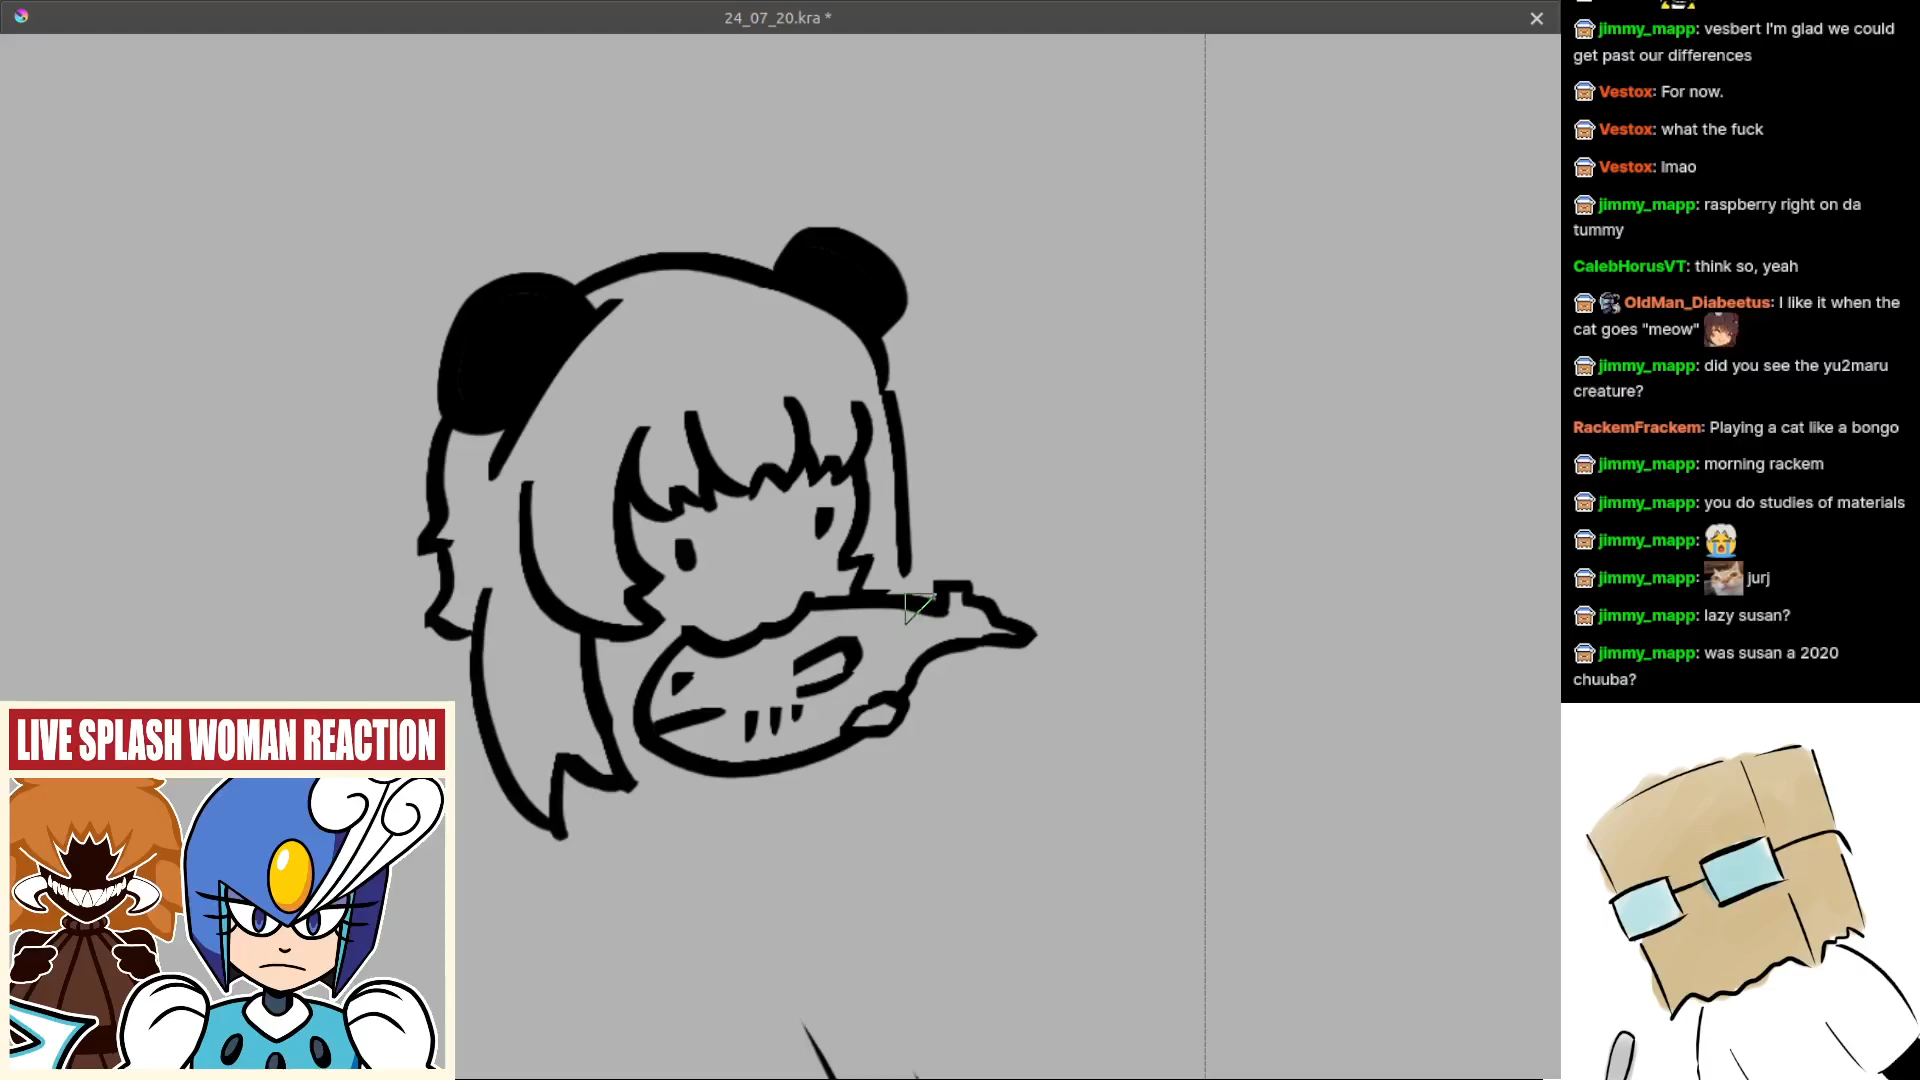 24_07_20.kra *
jimmy_mapp: vesbert I'm glad we could
get past our differences
Vestox: For now.
Vestox: what the fuck
Vestox: lmao
jimmy_mapp: raspberry right on da
tummy
CalebHorusVT: think so, yeah
OldMan_Diabeetus: I like it when the
cat goes "meow"
jimmy_mapp: did you see the yu2maru
creature?
RackemFrackem: Playing a cat like a bongo
jimmy_mapp: morning rackem
jimmy_mapp: you do studies of materials
jimmy_mapp:
jimmy_mapp: jurj
jimmy_mapp: lazy susan?
jimmy_mapp: was susan a 2020
chuuba?
LIVE SPLASH WOMAN REACTION